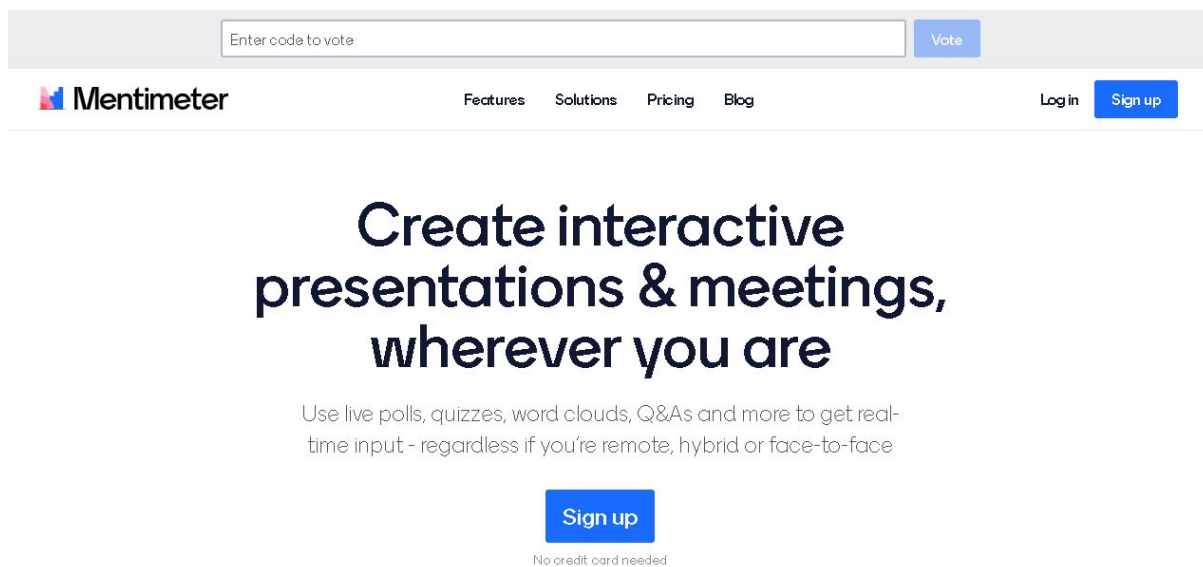 Enter code to vote
Vote
Mentimeter
Features Solutions Pricing Blog
Log in Sign up
Create interactive
presentations & meetings,
wherever you are
Use live polls, quizzes, word clouds, Q&As and more to get real-
time input - regardless if you're remote, hybrid or face-to-face
Sign up
No credit card needed